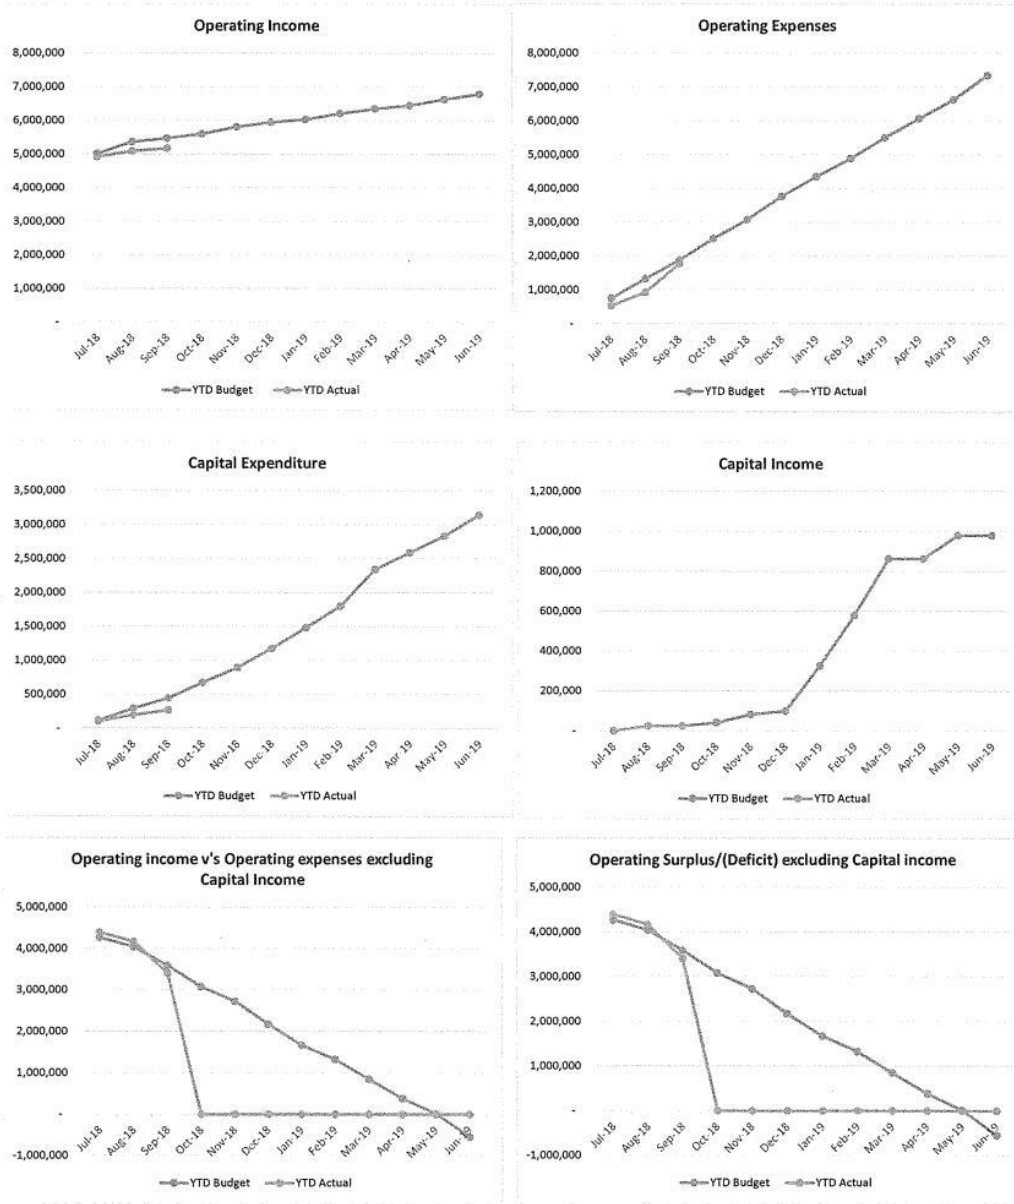 Operating Income
8,000,000
7,000,000
6,000,000
5,000,000
4,000,000
3,000,000
2,000,000
1,000,000
-
Jul-18 Aug-18 Sep-18 Oct-18 Nov-18 Dec-18 Jan-19 Feb-19 Mar-19 Apr-19 May-19 Jun-19
YTD Budget YTD Actual
Operating Expenses
8,000,000
7,000,000
6,000,000
5,000,000
4,000,000
3,000,000
2,000,000
1,000,000
-
Jul-18 Aug-18 Sep-18 Oct-18 Nov-18 Dec-18 Jan-19 Feb-19 Mar-19 Apr-19 May-19 Jun-19
YTD Budget YTD Actual
Capital Expenditure
3,500,000
3,000,000
2,500,000
2,000,000
1,500,000
1,000,000
500,000
-
Jul-18 Aug-18 Sep-18 Oct-18 Nov-18 Dec-18 Jan-19 Feb-19 Mar-19 Apr-19 May-19 Jun-19
YTD Budget YTD Actual
Capital Income
1,200,000
1,000,000
800,000
600,000
400,000
200,000
-
Jul-18 Aug-18 Sep-18 Oct-18 Nov-18 Dec-18 Jan-19 Feb-19 Mar-19 Apr-19 May-19 Jun-19
YTD Budget YTD Actual
Operating income v's Operating expenses excluding
Capital Income
5,000,000
4,000,000
3,000,000
2,000,000
1,000,000
-
-1,000,000
Jul-18 Aug-18 Sep-18 Oct-18 Nov-18 Dec-18 Jan-19 Feb-19 Mar-19 Apr-19 May-19 Jun-19
YTD Budget YTD Actual
Operating Surplus/(Deficit) excluding Capital income
5,000,000
4,000,000
3,000,000
2,000,000
1,000,000
-
-1,000,000
Jul-18 Aug-18 Sep-18 Oct-18 Nov-18 Dec-18 Jan-19 Feb-19 Mar-19 Apr-19 May-19 Jun-19
YTD Budget YTD Actual